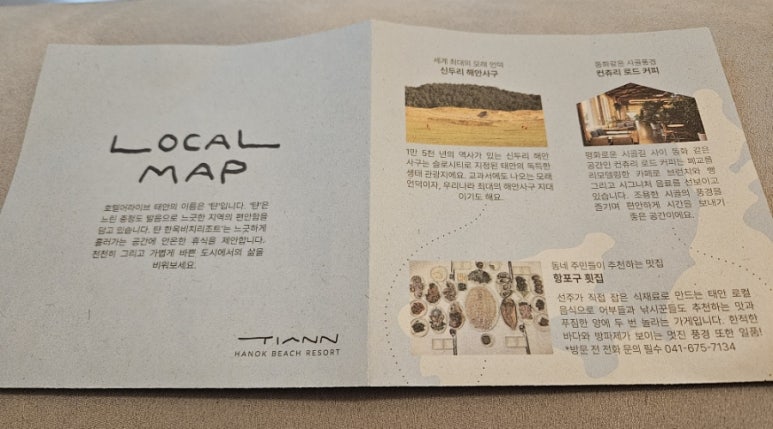 LOCAL
MAP
호텔어라이브 태안의 이름은 '탄'입니다. '탄'은
느린 충청도 발음으로 느긋한 지역의 편안함을
담고 있습니다. 탄 한옥비치리조트는 느긋하게
흘러가는 공간에 안온한 휴식을 제안합니다.
천천히 그리고 가볍게 바쁜 도시에서의 삶을
비워보세요.
TIANN
HANOK BEACH RESORT
세계 최대의 모래 언덕
신두리 해안사구
1만 5천 년의 역사가 있는 신두리 해안
사구는 슬로시티로 지정된 태안의 독특한
생태 관광지에요. 교과서에도 나오는 모래
언덕이자, 우리나라 최대의 해안사구 지대
이기도 해요.
동화같은 시골풍경
컨츄리 로드 커피
평화로운 시골길 사이 동화 같은
공간인 컨츄리 로드 커피는 폐교를
리모델링한 카페로 브런치와 빵
그리고 시그니처 음료를 선보이고
있습니다. 조용한 시골의 풍경을
즐기며 편안하게 시간을 보내기
좋은 공간이에요.
동네 주민들이 추천하는 맛집
항포구 횟집
선주가 직접 잡은 식재료로 만드는 태안 로컬
음식으로 어부들과 낚시꾼들도 추천하는 맛과
푸짐한 양에 두 번 놀라는 가게입니다. 한적한
바다와 방파제가 보이는 멋진 풍경 또한 일품!
*방문 전 전화 문의 필수 041-675-7134